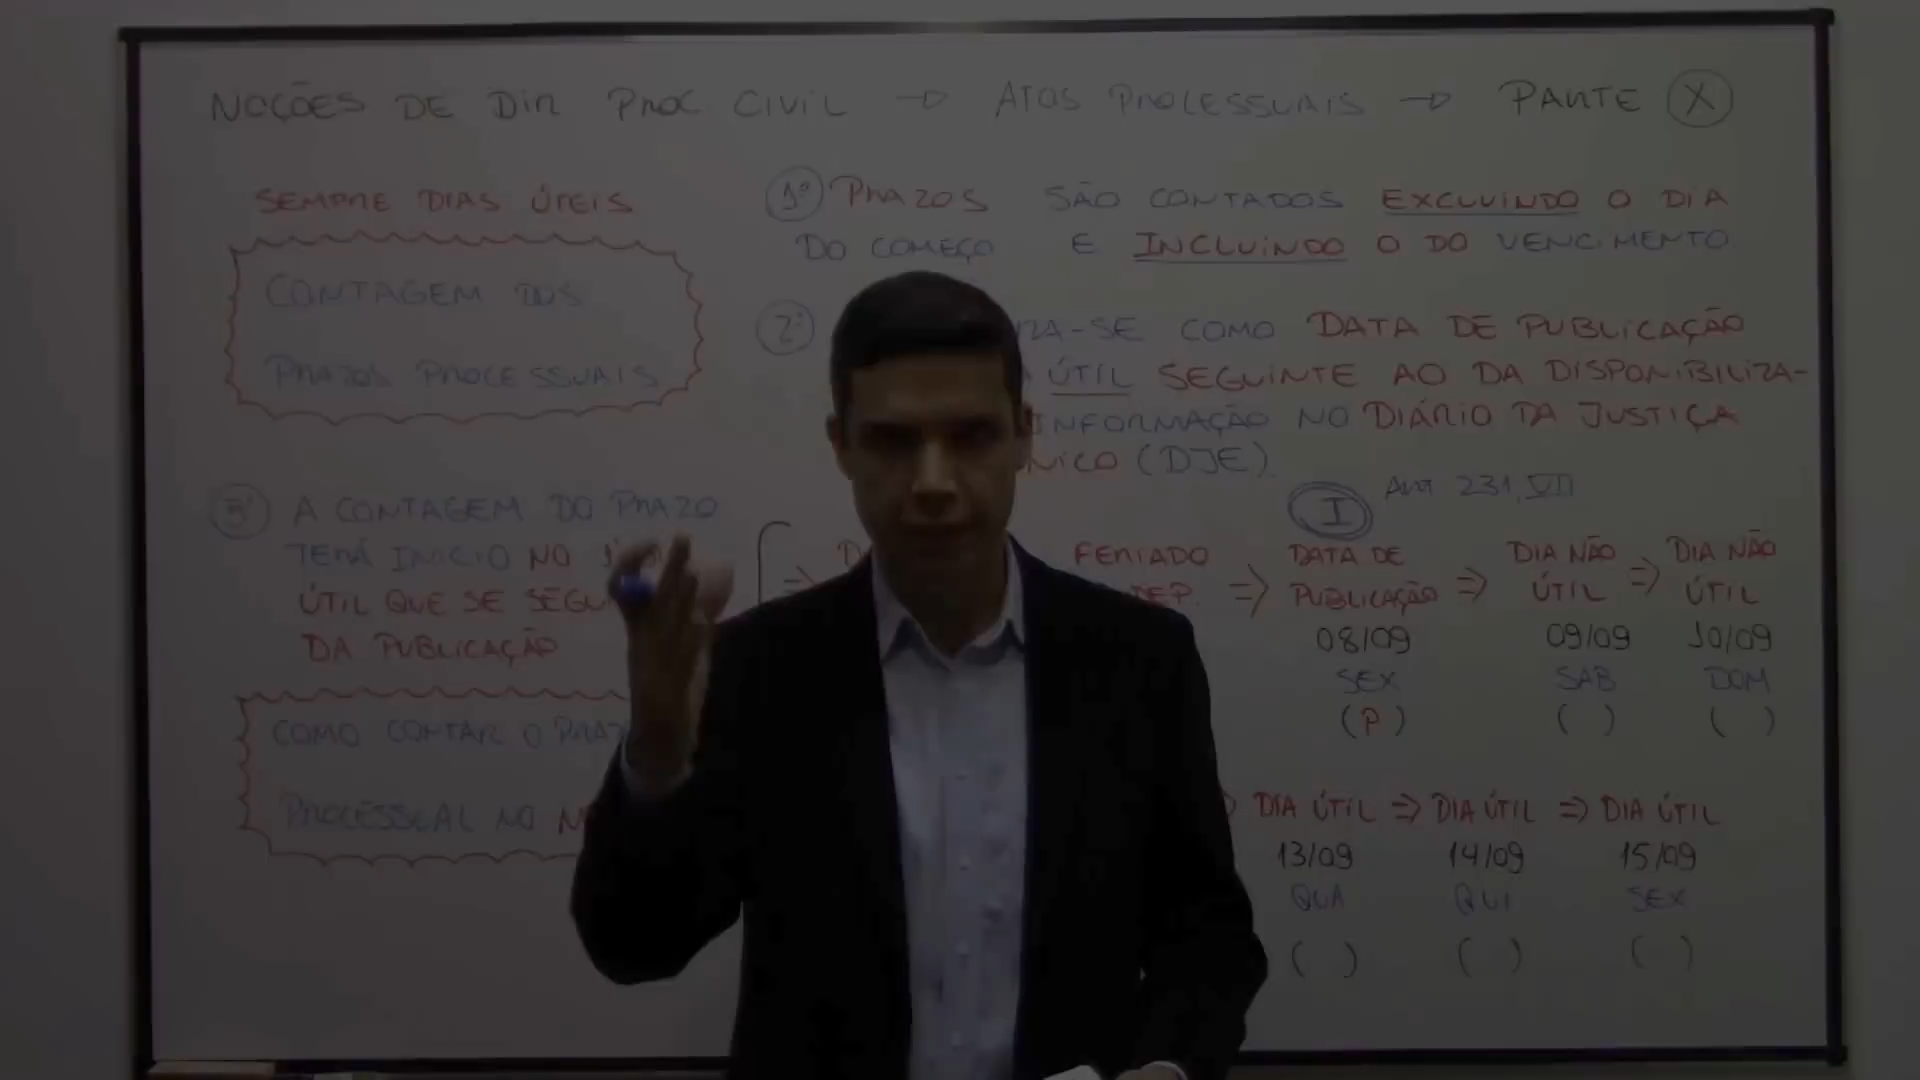 NOÇÕES DE DIR PROC CIVIL → ATOS PROCESSUAIS → PARTE X
SEMPRE DIAS ÚTEIS
CONTAGEM DOS
PRAZOS PROCESSUAIS
1º PRAZOS SÃO CONTADOS EXCLUINDO O DIA
DO COMEÇO E INCLUINDO O DO VENCIMENTO
2º
-SE COMO DATA DE PUBLICAÇÃO
ÚTIL SEGUINTE AO DA DISPONIBILIZA-
INFORMAÇÃO NO DIÁRIO DA JUSTIÇA
(DJE)
3º A CONTAGEM DO PRAZO
TERÁ INÍCIO NO
ÚTIL QUE SE
DA PUBLICAÇÃO
COMO CONTAR O
PROCESSUAL NO
I ART 231, VII
FERIADO ⇒ DATA DE PUBLICAÇÃO ⇒ DIA NÃO ÚTIL ⇒ DIA NÃO ÚTIL
08/09 09/09 10/09
SEX SAB DOM
(P) ( ) ( )
DIA ÚTIL ⇒ DIA ÚTIL ⇒ DIA ÚTIL
13/09 14/09 15/09
QUA QUI SEX
( ) ( ) ( )